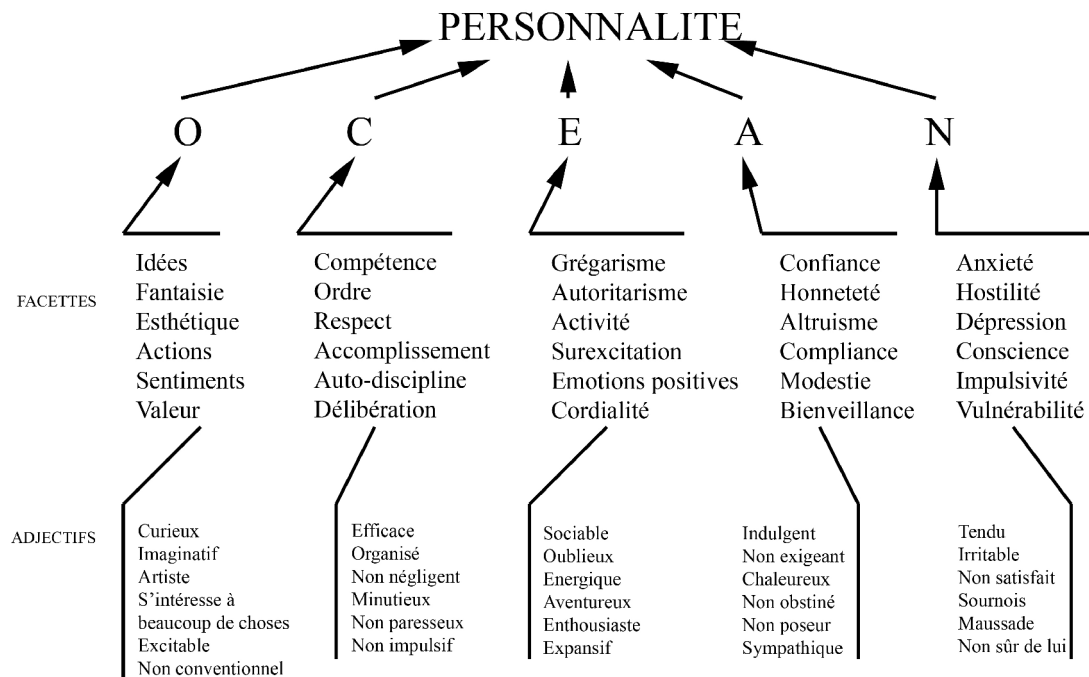 PERSONNALITE
O
C
E
A
N
FACETTES
Idées
Fantaisie
Esthétique
Actions
Sentiments
Valeur
Compétence
Ordre
Respect
Accomplissement
Auto-discipline
Délibération
Grégarisme
Autoritarisme
Activité
Surexcitation
Emotions positives
Cordialité
Confiance
Honneteté
Altruisme
Compliance
Modestie
Bienveillance
Anxieté
Hostilité
Dépression
Conscience
Impulsivité
Vulnérabilité
ADJECTIFS
Curieux
Imaginatif
Artiste
S'intéresse à
beaucoup de choses
Excitable
Non conventionnel
Efficace
Organisé
Non négligent
Minutieux
Non paresseux
Non impulsif
Sociable
Oublieux
Energique
Aventureux
Enthousiaste
Expansif
Indulgent
Non exigeant
Chaleureux
Non obstiné
Non poseur
Sympathique
Tendu
Irritable
Non satisfait
Sournois
Maussade
Non sûr de lui